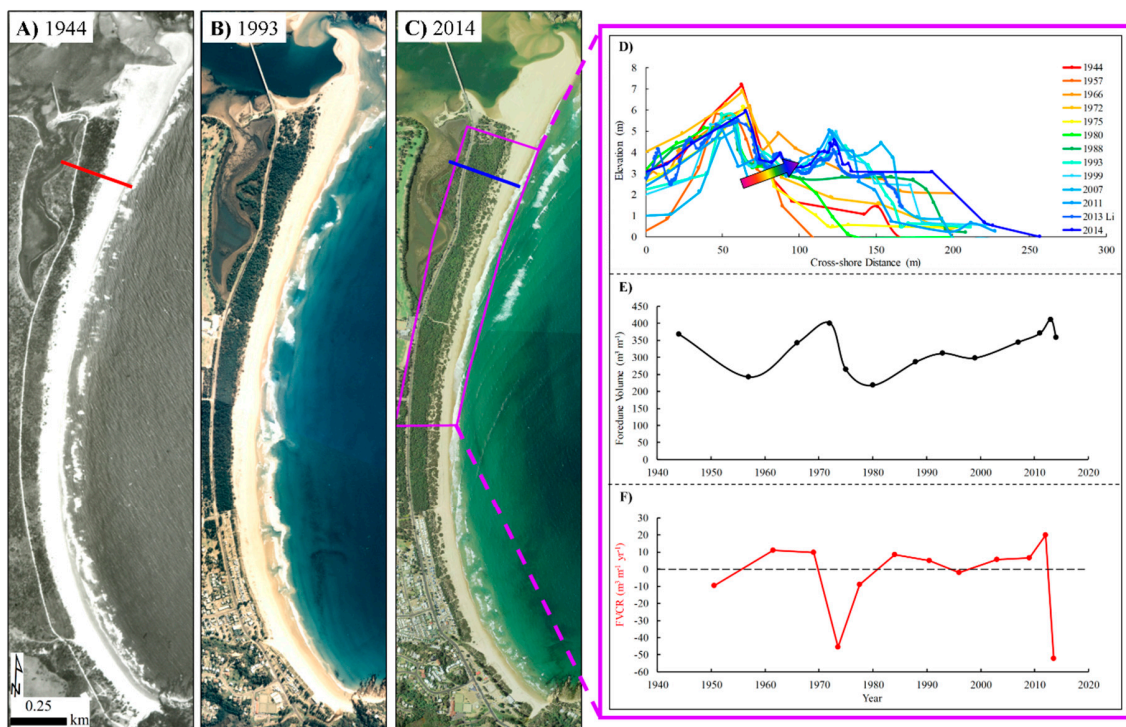 A) 1944
B) 1993
C) 2014
N
0.25
km
D)
8
7
6
5
4
3
2
1
0
Elevation (m)
0 50 100 150 200 250 300
Cross-shore Distance (m)
1944
1957
1966
1972
1975
1980
1988
1993
1999
2007
2011
2013 Li
2014
E)
450
400
350
300
250
200
150
100
50
0
Foredune Volume (m³ m⁻¹)
1940 1950 1960 1970 1980 1990 2000 2010 2020
F)
30
20
10
0
-10
-20
-30
-40
-50
-60
FVCR (m³ m⁻¹ yr⁻¹)
1940 1950 1960 1970 1980 1990 2000 2010 2020
Year